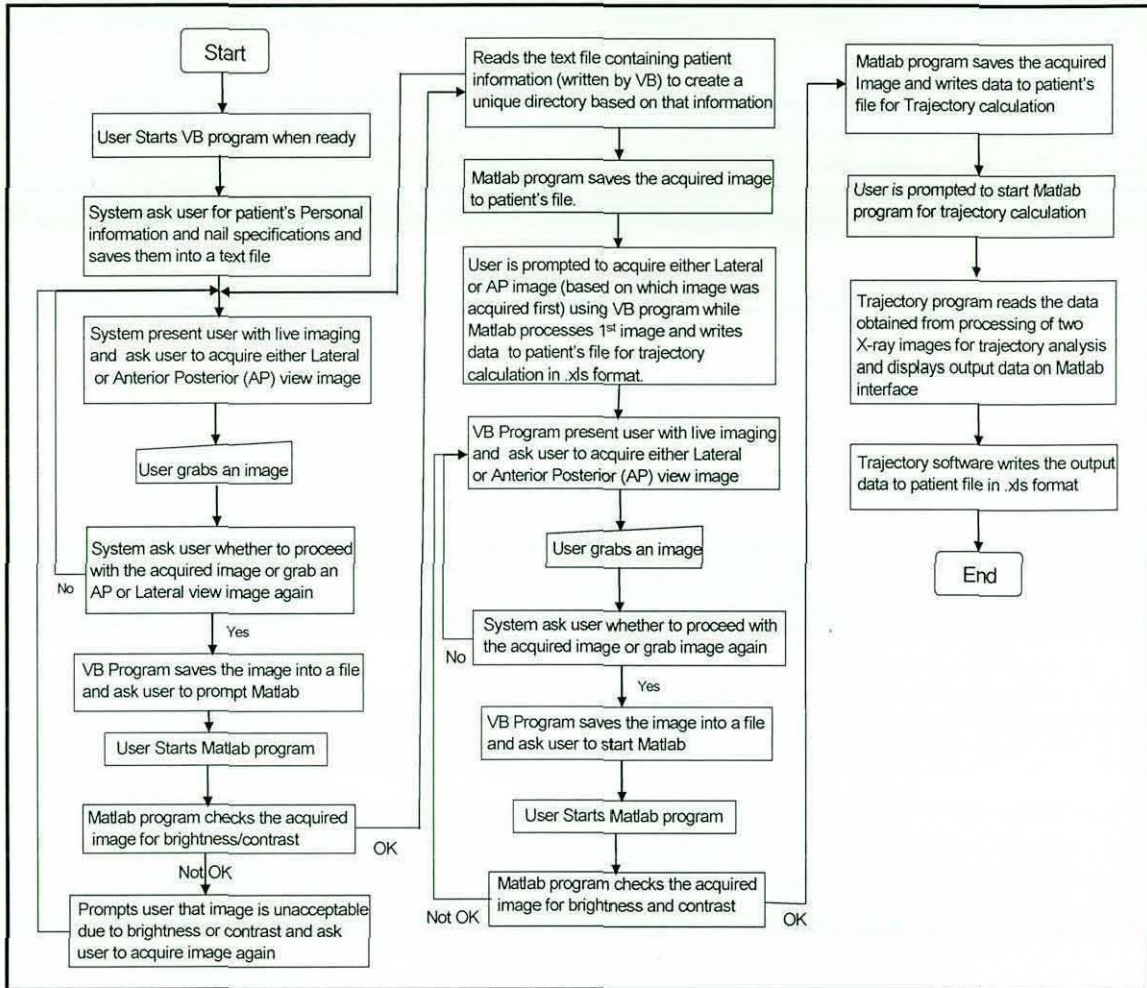 Start
User Starts VB program when ready
System ask user for patient's Personal
information and nail specifications and
saves them into a text file
System present user with live imaging
and ask user to acquire either Lateral
or Anterior Posterior (AP) view image
User grabs an image
System ask user whether to proceed
with the acquired image or grab an
AP or Lateral view image again
No
Yes
VB Program saves the image into a file
and ask user to prompt Matlab
User Starts Matlab program
Matlab program checks the acquired
image for brightness/contrast
OK
Not OK
Prompts user that image is unacceptable
due to brightness or contrast and ask
user to acquire image again
Reads the text file containing patient
information (written by VB) to create a
unique directory based on that information
Matlab program saves the acquired image
to patient's file.
User is prompted to acquire either Lateral
or AP image (based on which image was
acquired first) using VB program while
Matlab processes 1st image and writes
data to patient's file for trajectory
calculation in .xls format.
VB Program present user with live imaging
and ask user to acquire either Lateral
or Anterior Posterior (AP) view image
User grabs an image
System ask user whether to proceed with
the acquired image or grab image again
No
Yes
VB Program saves the image into a file
and ask user to start Matlab
User Starts Matlab program
Matlab program checks the acquired
image for brightness and contrast
Not OK
OK
Matlab program saves the acquired
Image and writes data to patient's
file for Trajectory calculation
User is prompted to start Matlab
program for trajectory calculation
Trajectory program reads the data
obtained from processing of two
X-ray images for trajectory analysis
and displays output data on Matlab
interface
Trajectory software writes the output
data to patient file in .xls format
End